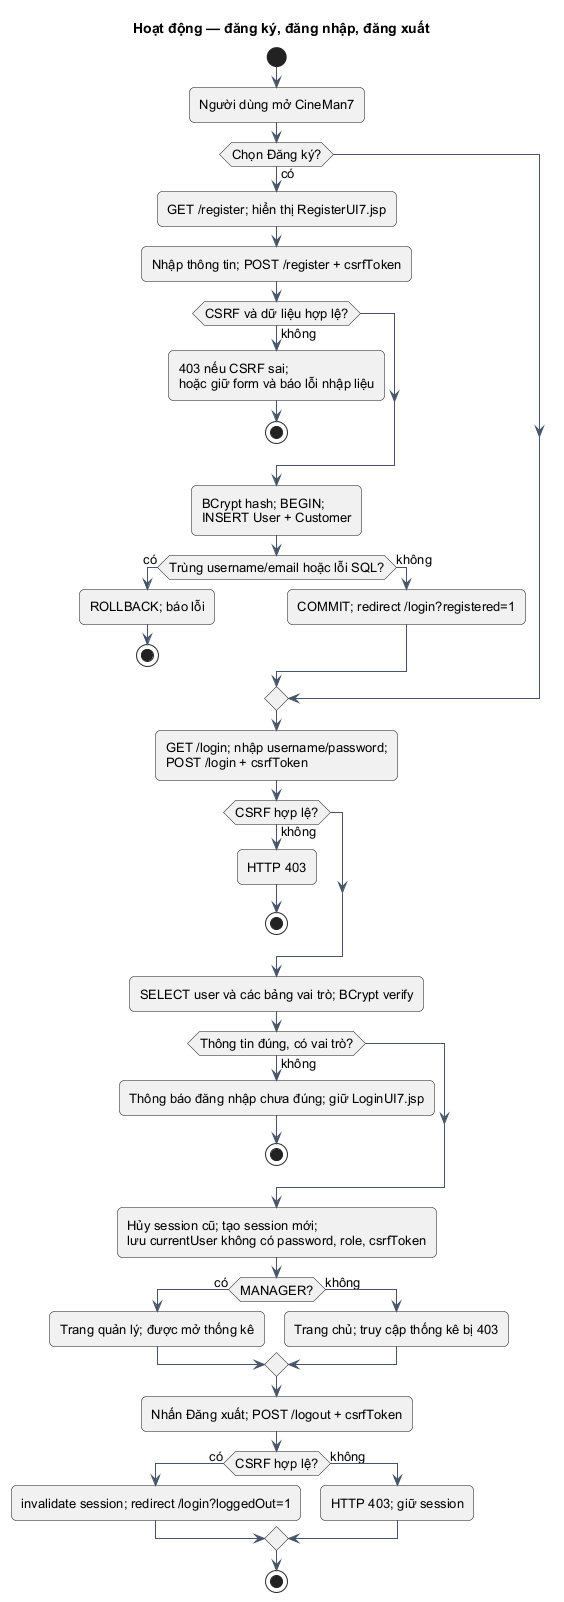 Hoạt động — đăng ký, đăng nhập, đăng xuất
Người dùng mở CineMan7
Chọn Đăng ký?
có
GET /register; hiển thị RegisterUI7.jsp
Nhập thông tin; POST /register + csrfToken
CSRF và dữ liệu hợp lệ?
không
403 nếu CSRF sai;
hoặc giữ form và báo lỗi nhập liệu
BCrypt hash; BEGIN;
INSERT User + Customer
có
Trùng username/email hoặc lỗi SQL?
không
ROLLBACK; báo lỗi
COMMIT; redirect /login?registered=1
GET /login; nhập username/password;
POST /login + csrfToken
CSRF hợp lệ?
không
HTTP 403
SELECT user và các bảng vai trò; BCrypt verify
Thông tin đúng, có vai trò?
không
Thông báo đăng nhập chưa đúng; giữ LoginUI7.jsp
Hủy session cũ; tạo session mới;
lưu currentUser không có password, role, csrfToken
có
MANAGER?
không
Trang quản lý; được mở thống kê
Trang chủ; truy cập thống kê bị 403
Nhấn Đăng xuất; POST /logout + csrfToken
có
CSRF hợp lệ?
không
invalidate session; redirect /login?loggedOut=1
HTTP 403; giữ session